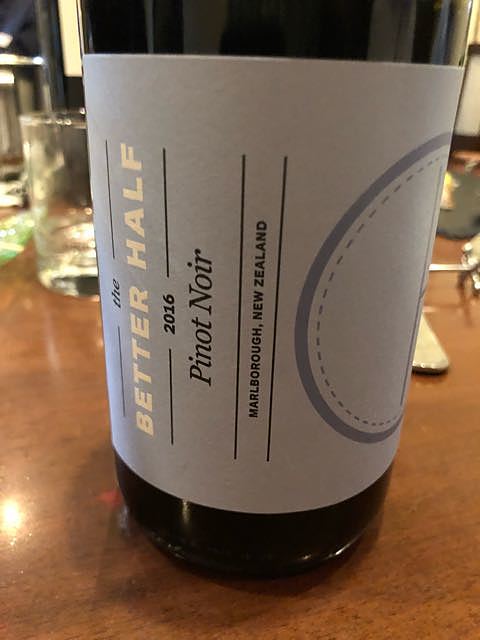 the
BETTER HALF
2016
Pinot Noir
MARLBOROUGH, NEW ZEALAND